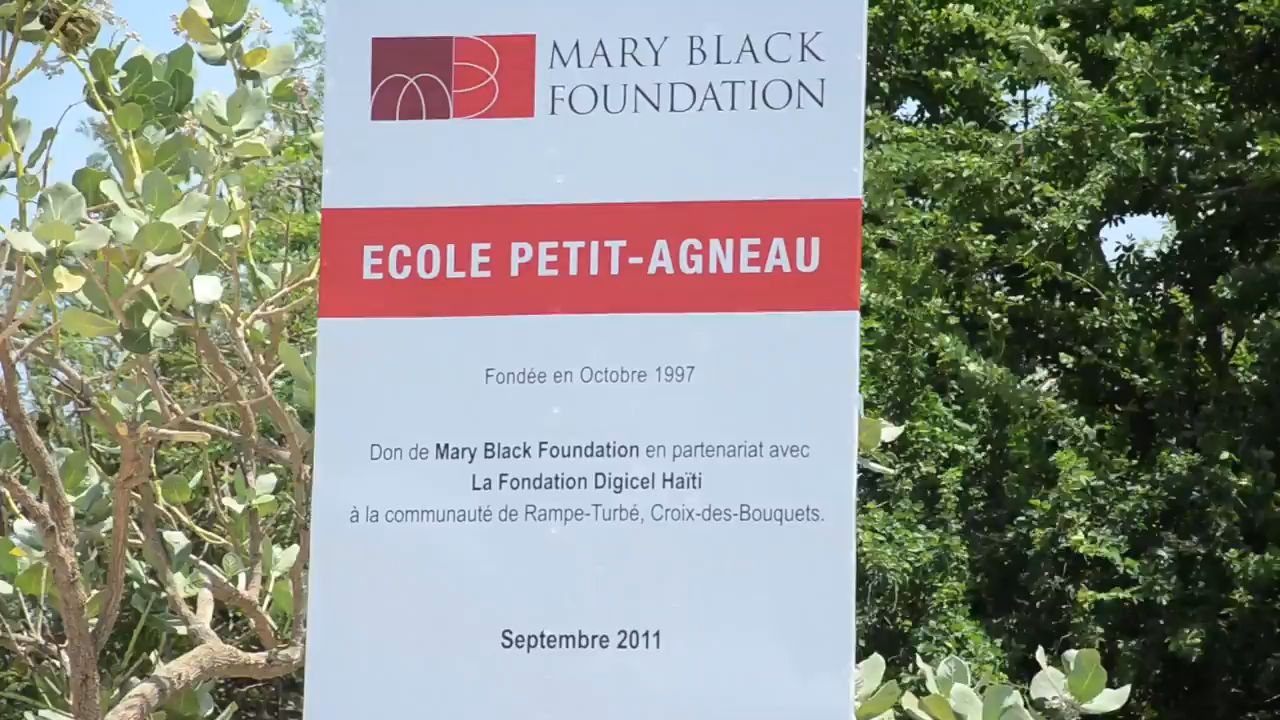 MARY BLACK
FOUNDATION
ECOLE PETIT-AGNEAU
Fondée en Octobre 1997
Don de Mary Black Foundation en partenariat avec
La Fondation Digicel Haïti
à la communauté de Rampe-Turbé, Croix-des-Bouquets.
Septembre 2011